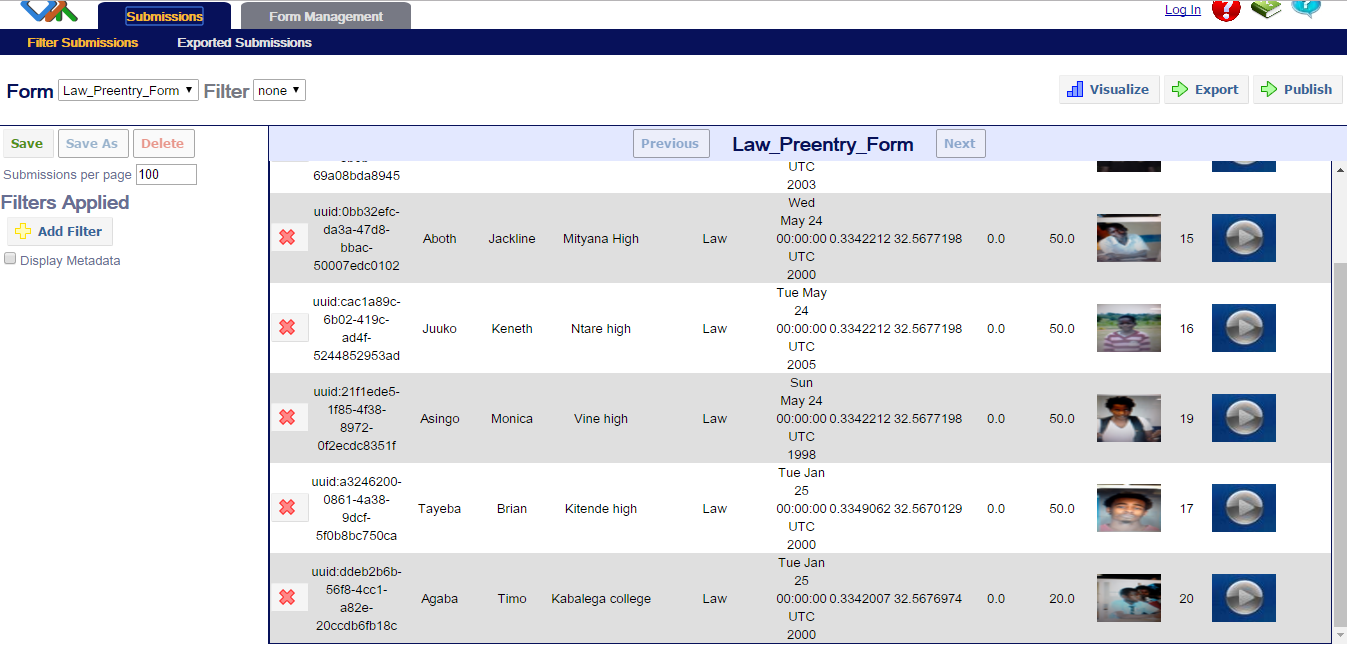 Submissions
Form Management
Log In
Filter Submissions
Exported Submissions
Form
Law_Preentry_Form
Filter
none
Visualize
Export
Publish
Save
Save As
Delete
Submissions per page
100
Filters Applied
Add Filter
Display Metadata
Previous
Law_Preentry_Form
Next
69a08bda8945
UTC
2003
uuid:0bb32efc-
da3a-47d8-
bbac-
50007edc0102
Aboth
Jackline
Mityana High
Law
Wed
May 24
00:00:00
UTC
2000
0.3342212 32.5677198
0.0
50.0
15
uuid:cac1a89c-
6b02-419c-
ad4f-
5244852953ad
Juuko
Keneth
Ntare high
Law
Tue May
24
00:00:00
UTC
2005
0.3342212 32.5677198
0.0
50.0
16
uuid:21f1ede5-
1f85-4f38-
8972-
0f2ecdc8351f
Asingo
Monica
Vine high
Law
Sun
May 24
00:00:00
UTC
1998
0.3342212 32.5677198
0.0
50.0
19
uuid:a3246200-
0861-4a38-
9dcf-
5f0b8bc750ca
Tayeba
Brian
Kitende high
Law
Tue Jan
25
00:00:00
UTC
2000
0.3349062 32.5670129
0.0
50.0
17
uuid:ddeb2b6b-
56f8-4cc1-
a82e-
20ccdb6fb18c
Agaba
Timo
Kabalega college
Law
Tue Jan
25
00:00:00
UTC
2000
0.3342007 32.5676974
0.0
20.0
20